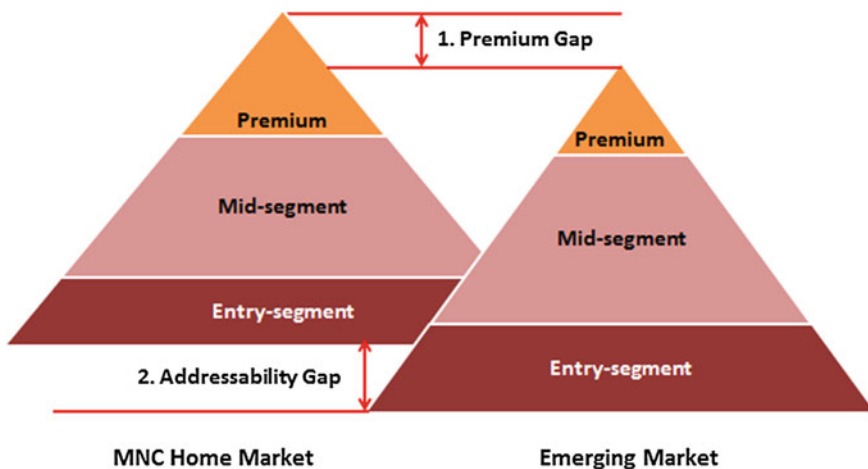 1. Premium Gap
Premium
Premium
Mid-segment
Mid-segment
Entry-segment
2. Addressability Gap
Entry-segment
MNC Home Market
Emerging Market